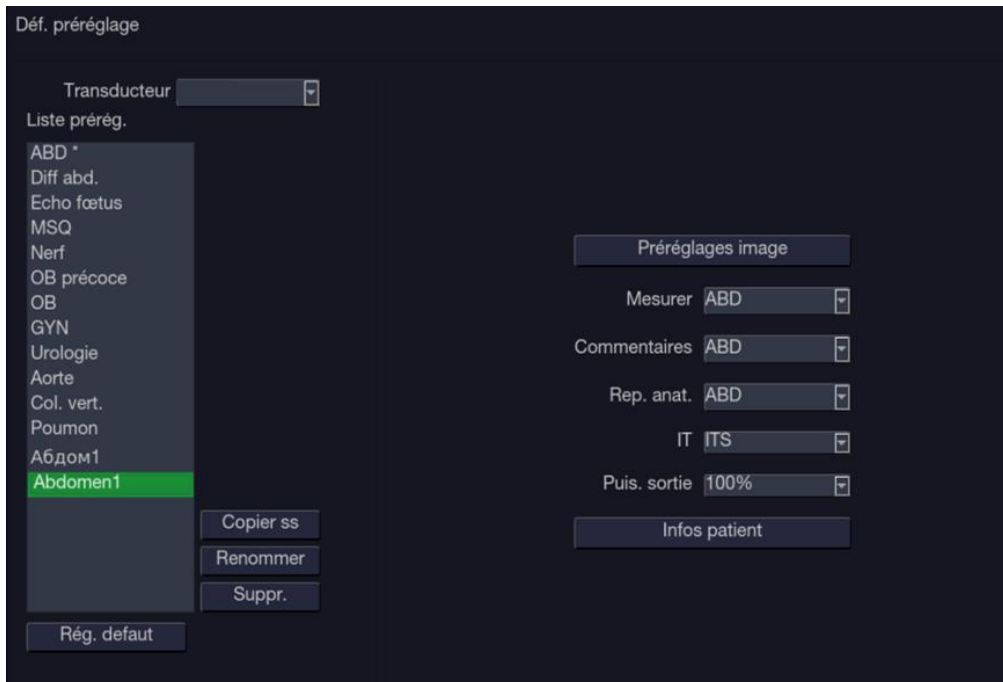 Déf. préréglage
Transducteur
Liste prérég.
ABD *
Diff abd.
Echo fœtus
MSQ
Nerf
OB précoce
OB
GYN
Urologie
Aorte
Col. vert.
Poumon
Абдом1
Abdomen1
Copier ss
Renommer
Suppr.
Rég. defaut
Préréglages image
Mesurer ABD
Commentaires ABD
Rep. anat. ABD
IT ITS
Puis. sortie 100%
Infos patient